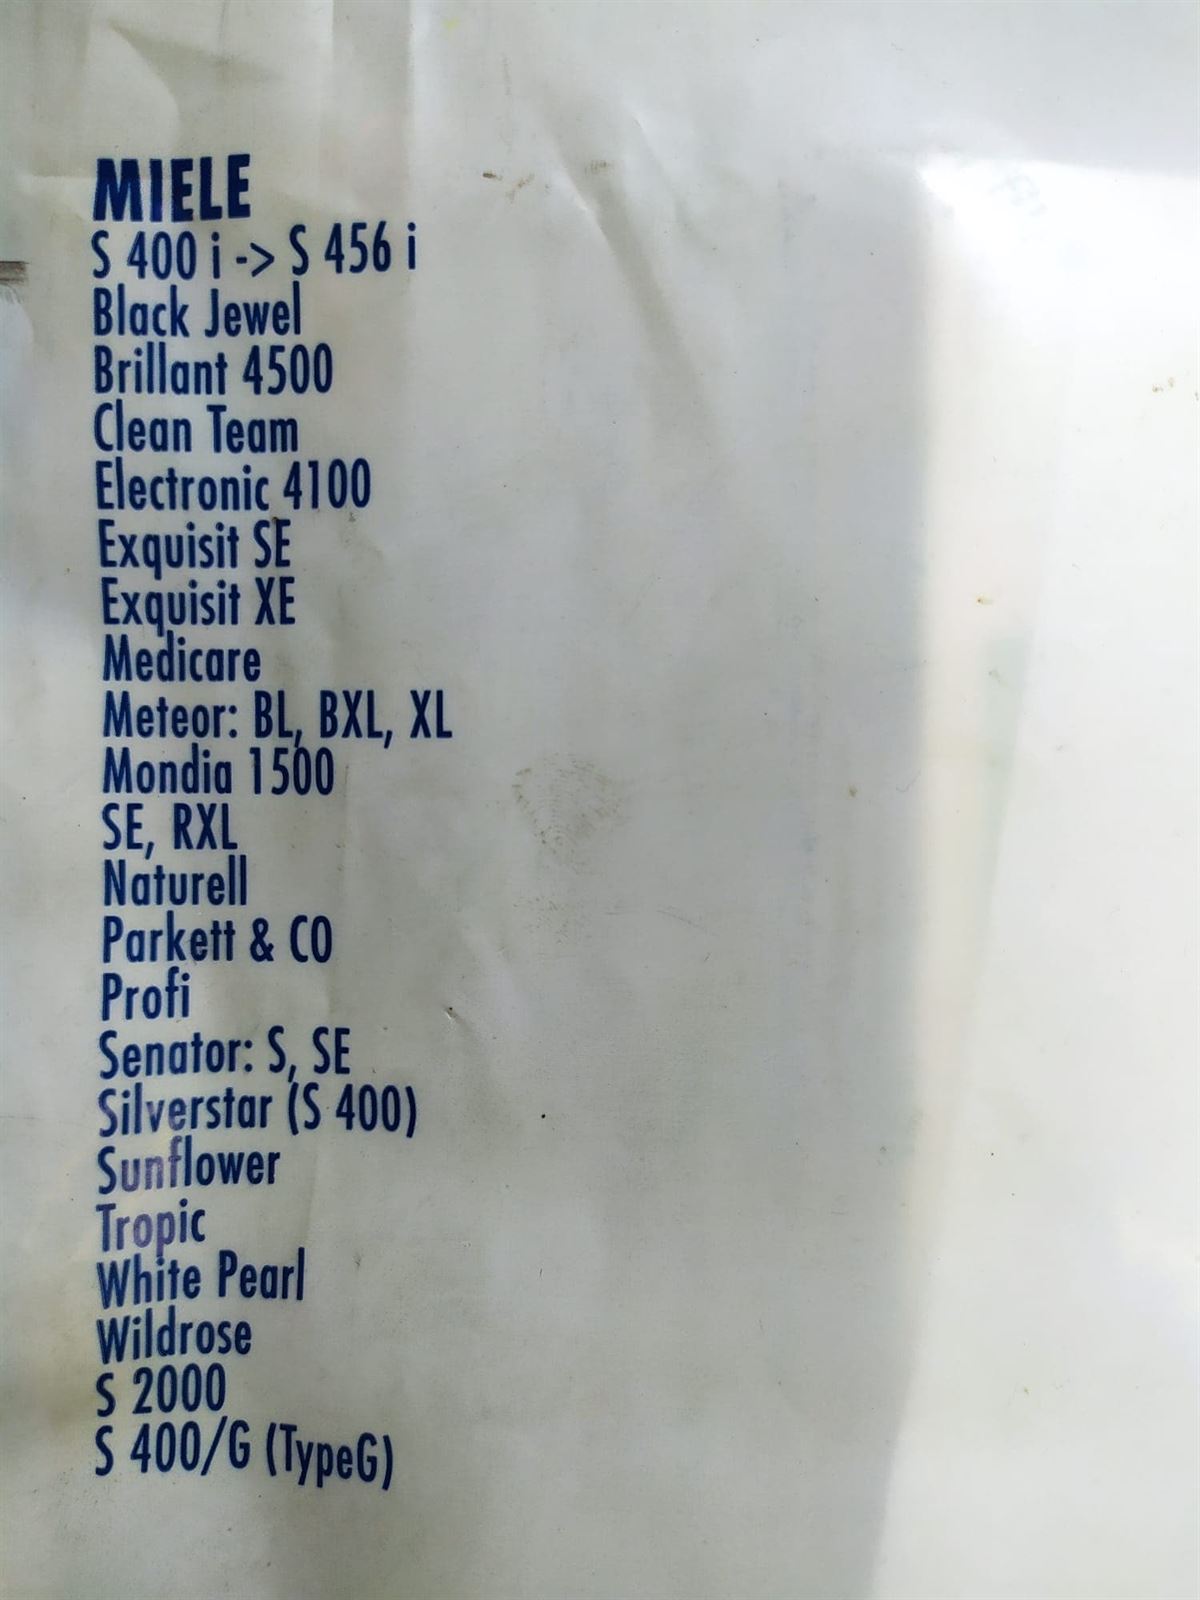 MIELE
S 400 i -> S 456 i
Black Jewel
Brillant 4500
Clean Team
Electronic 4100
Exquisit SE
Exquisit XE
Medicare
Meteor: BL, BXL, XL
Mondia 1500
SE, RXL
Naturell
Parkett & CO
Profi
Senator: S, SE
Silverstar (S 400)
Sunflower
Tropic
White Pearl
Wildrose
S 2000
S 400/G (TypeG)